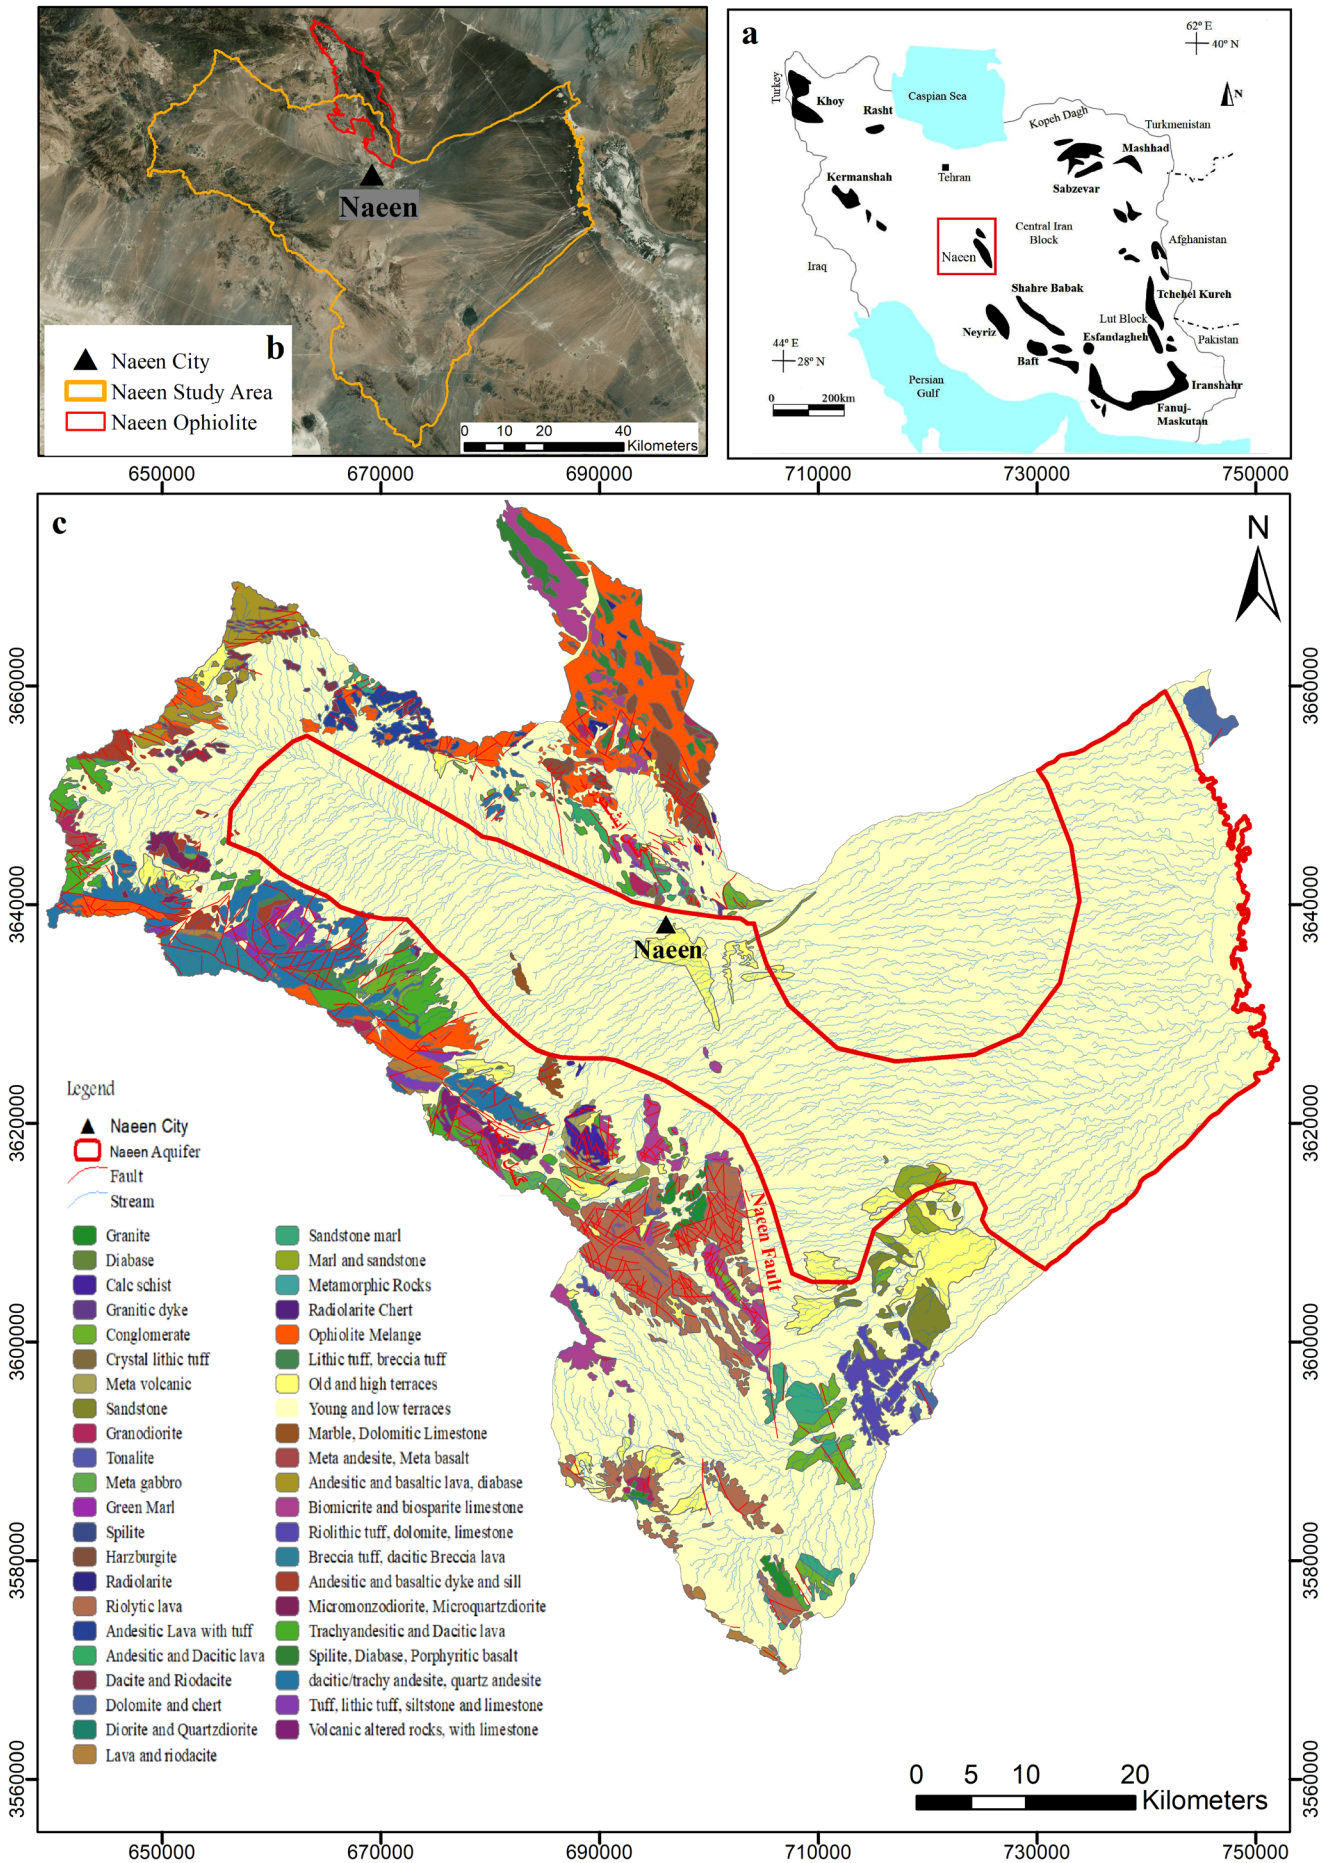 Naeen
b
Naeen City
Naeen Study Area
Naeen Ophiolite
0 10 20 40
Kilometers
a
62° E
40° N
N
Turkey
Khoy
Rasht
Caspian Sea
Kopeh Dagh
Turkmenistan
Mashhad
Sabzevar
Tehran
Kermanshah
Central Iran
Block
Naeen
Afghanistan
Iraq
Shahre Babak
Tchehel Kureh
Lut Block
Neyriz
Esfandagheh
Pakistan
Baft
44° E
28° N
Iranshahr
Persian
Gulf
Fanuj-
Maskutan
0 200km
650000 670000 690000 710000 730000 750000
c
N
3660000 3660000
3640000 3640000
3620000 3620000
3600000 3600000
3580000 3580000
3560000 3560000
Naeen
Naeen Fault
Legend
Naeen City
Naeen Aquifer
Fault
Stream
Granite
Diabase
Calc schist
Granitic dyke
Conglomerate
Crystal lithic tuff
Meta volcanic
Sandstone
Granodiorite
Tonalite
Meta gabbro
Green Marl
Spilite
Harzburgite
Radiolarite
Riolytic lava
Andesitic Lava with tuff
Andesitic and Dacitic lava
Dacite and Riodacite
Dolomite and chert
Diorite and Quartzdiorite
Lava and riodacite
Sandstone marl
Marl and sandstone
Metamorphic Rocks
Radiolarite Chert
Ophiolite Melange
Lithic tuff, breccia tuff
Old and high terraces
Young and low terraces
Marble, Dolomitic Limestone
Meta andesite, Meta basalt
Andesitic and basaltic lava, diabase
Biomicrite and biosparite limestone
Riolithic tuff, dolomite, limestone
Breccia tuff, dacitic Breccia lava
Andesitic and basaltic dyke and sill
Micromonzodiorite, Microquartzdiorite
Trachyandesitic and Dacitic lava
Spilite, Diabase, Porphyritic basalt
dacitic/trachy andesite, quartz andesite
Tuff, lithic tuff, siltstone and limestone
Volcanic altered rocks, with limestone
0 5 10 20
Kilometers
650000 670000 690000 710000 730000 750000